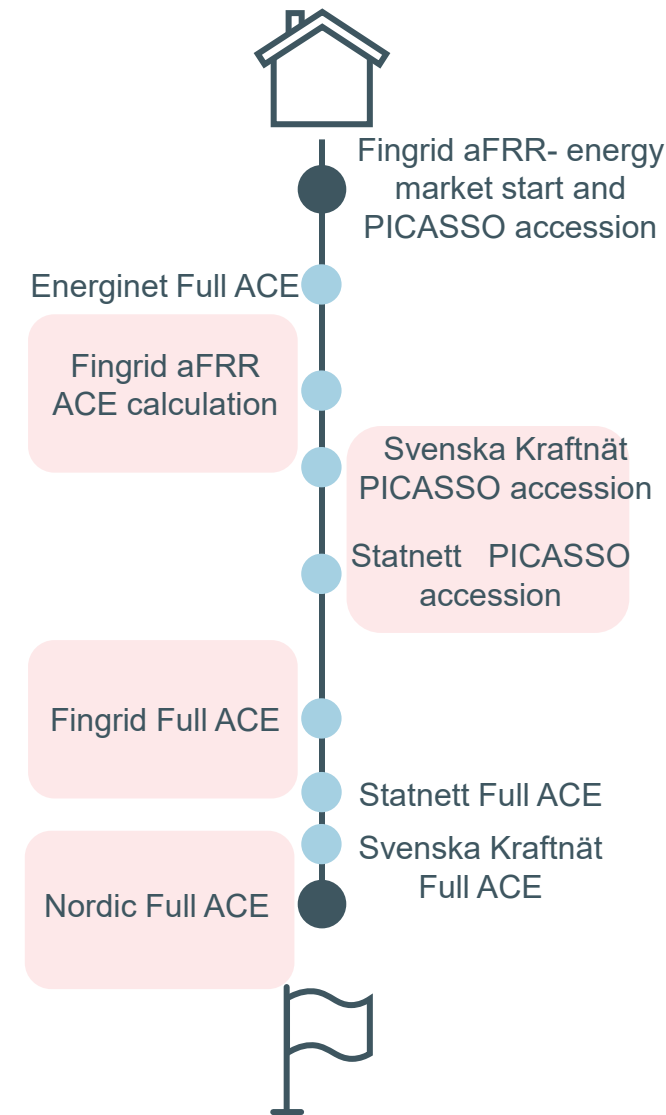 Fingrid aFRR- energy
market start and
PICASSO accession
Energinet Full ACE
Fingrid aFRR
ACE calculation
Svenska Kraftnät
PICASSO accession
Statnett PICASSO
accession
Fingrid Full ACE
Statnett Full ACE
Svenska Kraftnät
Full ACE
Nordic Full ACE